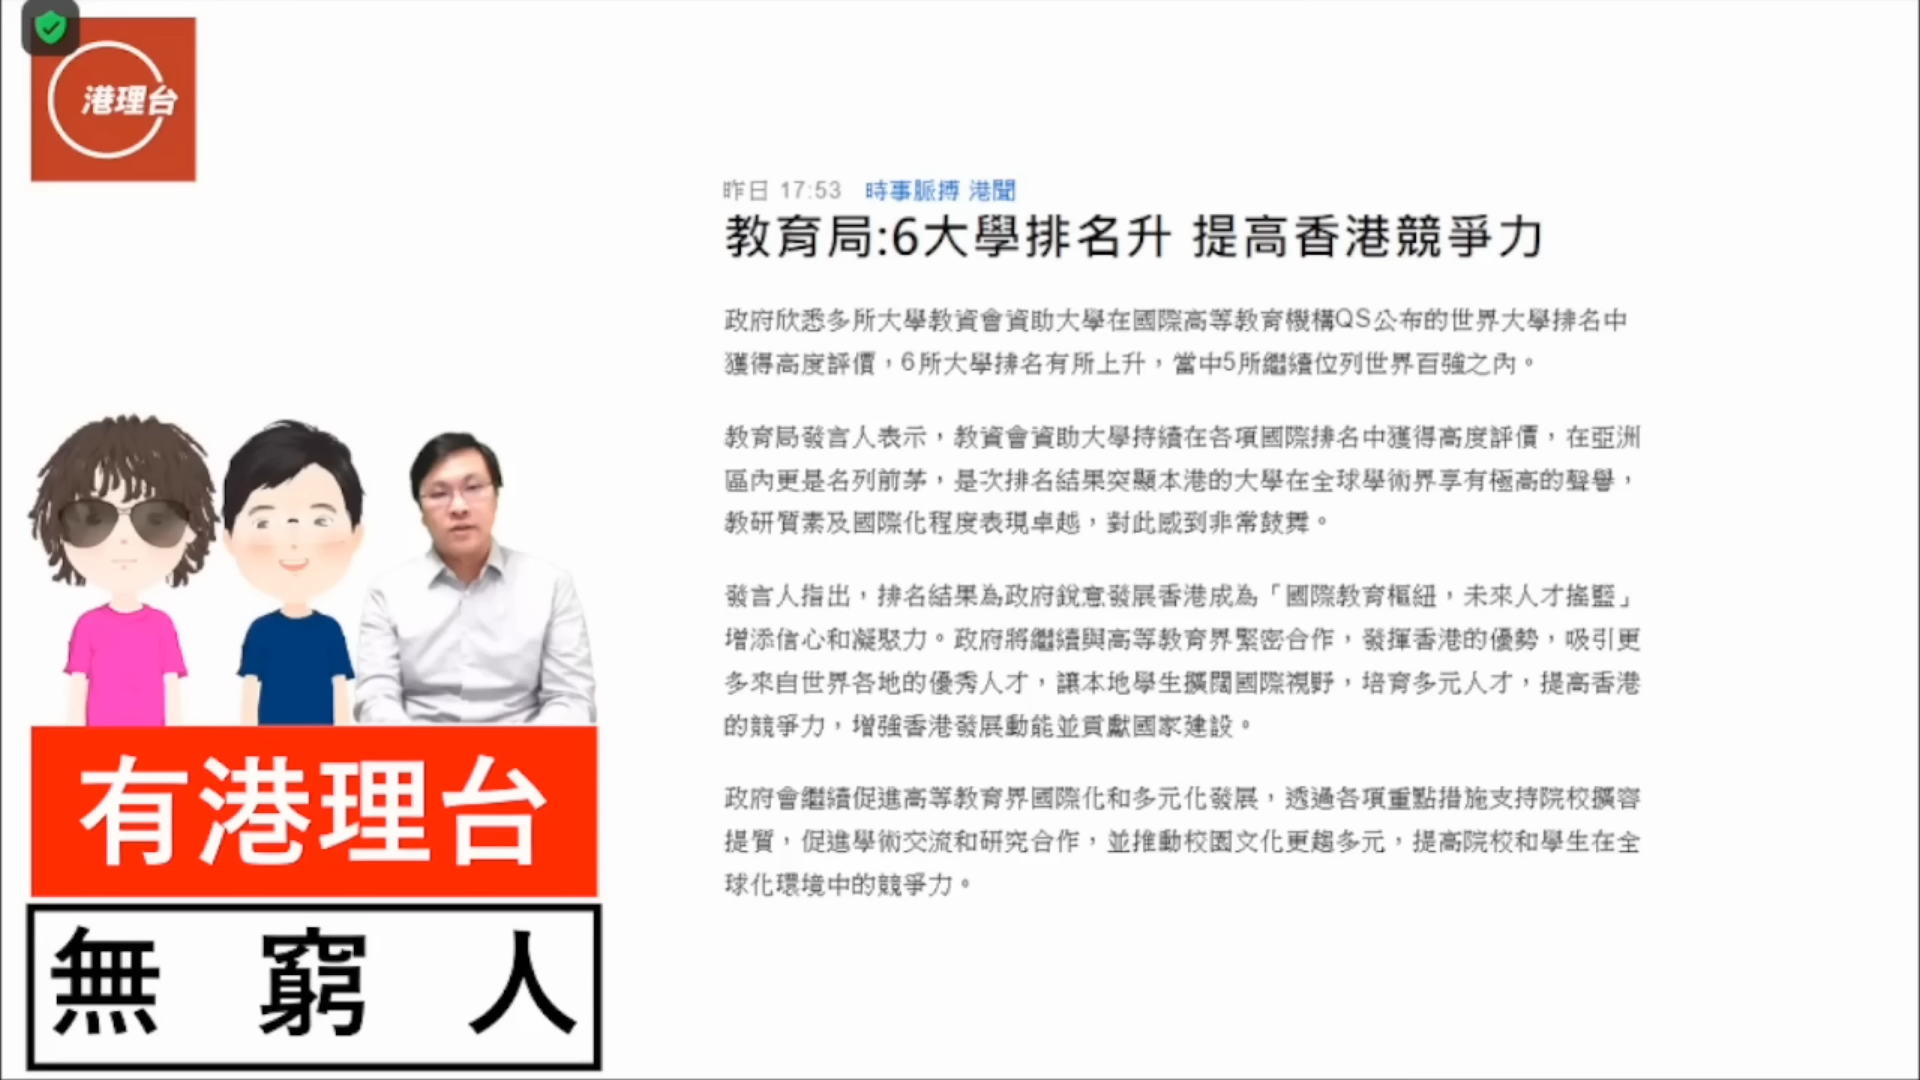 港理台
昨日 17:53 時事脈搏 港聞
教育局:6大學排名升 提高香港競爭力
政府欣悉多所大學教資會資助大學在國際高等教育機構QS公布的世界大學排名中
獲得高度評價，6所大學排名有所上升，當中5所繼續位列世界百強之內。
教育局發言人表示，教資會資助大學持續在各項國際排名中獲得高度評價，在亞洲
區內更是名列前茅，是次排名結果突顯本港的大學在全球學術界享有極高的聲譽，
教研質素及國際化程度表現卓越，對此感到非常鼓舞。
發言人指出，排名結果為政府銳意發展香港成為「國際教育樞紐，未來人才搖籃」
增添信心和凝聚力。政府將繼續與高等教育界緊密合作，發揮香港的優勢，吸引更
多來自世界各地的優秀人才，讓本地學生擴闊國際視野，培育多元人才，提高香港
的競爭力，增強香港發展動能並貢獻國家建設。
政府會繼續促進高等教育界國際化和多元化發展，透過各項重點措施支持院校擴容
提質，促進學術交流和研究合作，並推動校園文化更趨多元，提高院校和學生在全
球化環境中的競爭力。
有港理台
無窮人